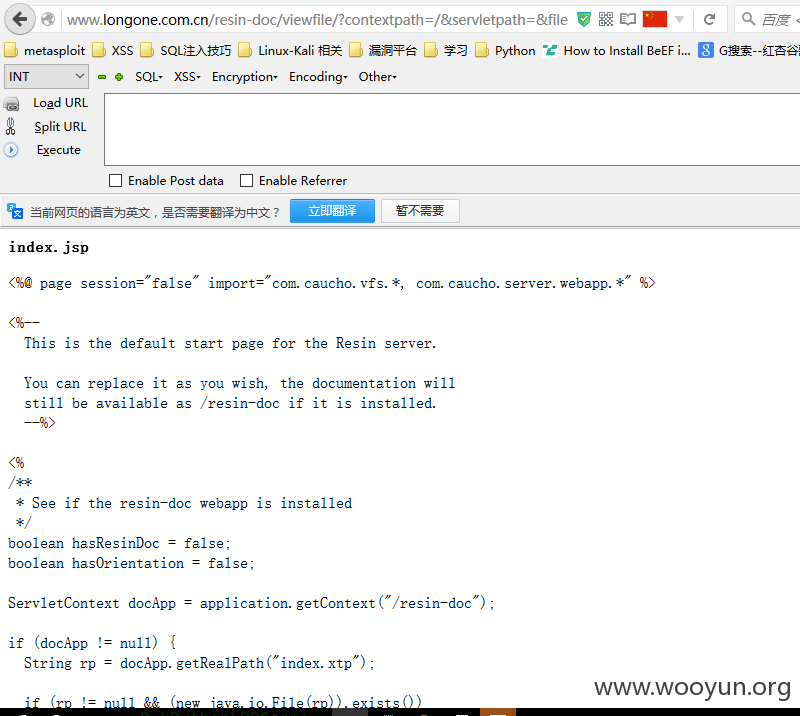 www.longone.com.cn/resin-doc/viewfile/?contextpath=/&servletpath=&file
百度
metasploit XSS SQL注入技巧 Linux-Kali 相关 漏洞平台 学习 Python How to Install BeEF i... G搜索--红杏谷
INT SQL XSS Encryption Encoding Other
Load URL
Split URL
Execute
Enable Post data Enable Referrer
当前网页的语言为英文，是否需要翻译为中文？ 立即翻译 暂不需要
index.jsp
<%@ page session="false" import="com.caucho.vfs.*, com.caucho.server.webapp.*" %>
<%--
This is the default start page for the Resin server.
You can replace it as you wish, the documentation will
still be available as /resin-doc if it is installed.
--%>
<%
/**
* See if the resin-doc webapp is installed
*/
boolean hasResinDoc = false;
boolean hasOrientation = false;
ServletContext docApp = application.getContext("/resin-doc");
if (docApp != null) {
String rp = docApp.getRealPath("index.xtp");
if (rp != null && (new java.io.File(rp)).exists())
www.wooyun.org